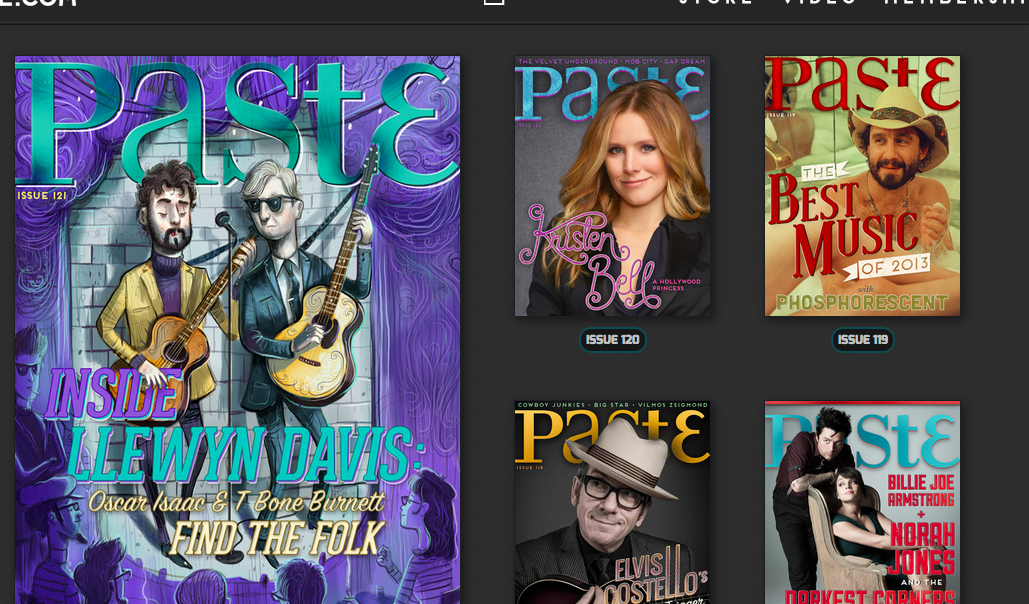 E.COM
STORE VIDEO MEMBERSHI
Paste
ISSUE 121
INSIDE
LLEWYN DAVIS:
Oscar Isaac & T Bone Burnett
FIND THE FOLK
THE VELVET UNDERGROUND • MOB CITY • GAP DREAM
Paste
ISSUE 120
Kristen
Bell
A HOLLYWOOD
PRINCESS
ISSUE 120
Paste
ISSUE 119
THE
BEST
MUSIC
OF 2013
with
PHOSPHORESCENT
ISSUE 119
COWBOY JUNKIES • BIG STAR • VILMOS ZSIGMOND
Paste
ISSUE 118
ELVIS
COSTELLO'S
Paste
BILLIE JOE
ARMSTRONG
+
NORAH
JONES
AND THE
DARKEST CORNERS